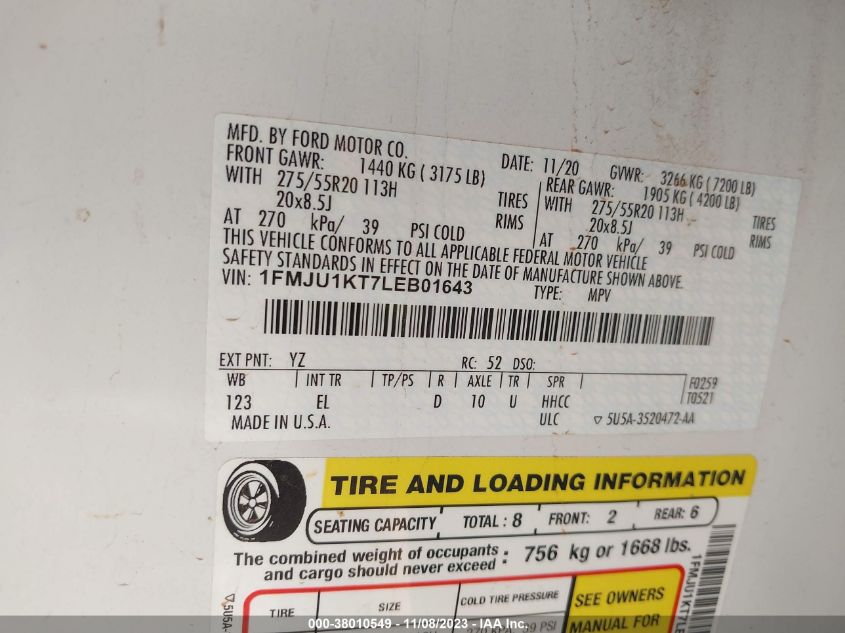 MFD. BY FORD MOTOR CO.
DATE: 11/20 GVWR: 3266 KG ( 7200 LB)
FRONT GAWR: 1440 KG ( 3175 LB)
REAR GAWR: 1905 KG ( 4200 LB)
WITH 275/55R20 113H TIRES
WITH 275/55R20 113H TIRES
20x8.5J RIMS
20x8.5J RIMS
AT 270 kPa/ 39 PSI COLD
AT 270 kPa/ 39 PSI COLD
THIS VEHICLE CONFORMS TO ALL APPLICABLE FEDERAL MOTOR VEHICLE
SAFETY STANDARDS IN EFFECT ON THE DATE OF MANUFACTURE SHOWN ABOVE.
VIN: 1FMJU1KT7LEB01643
TYPE: MPV
EXT PNT: YZ RC: 52 DSO:
WB INT TR TP/PS R AXLE TR SPR F0259
123 EL D 10 U HHCC T0521
MADE IN U.S.A. ULC ▽ 5U5A-3520472-AA
TIRE AND LOADING INFORMATION
SEATING CAPACITY TOTAL : 8 FRONT: 2 REAR: 6
The combined weight of occupants
and cargo should never exceed : 756 kg or 1668 lbs.
TIRE SIZE COLD TIRE PRESSURE SEE OWNERS
MANUAL FOR
▽5U5A-
1FMJU1KT7L
000-38010549 - 11/08/2023 - IAA Inc.